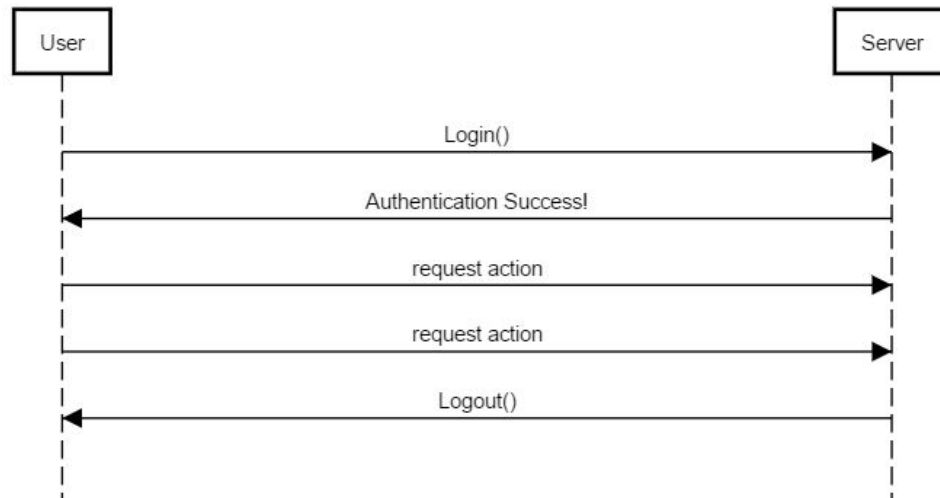 User
Server
Login()
Authentication Success!
request action
request action
Logout()